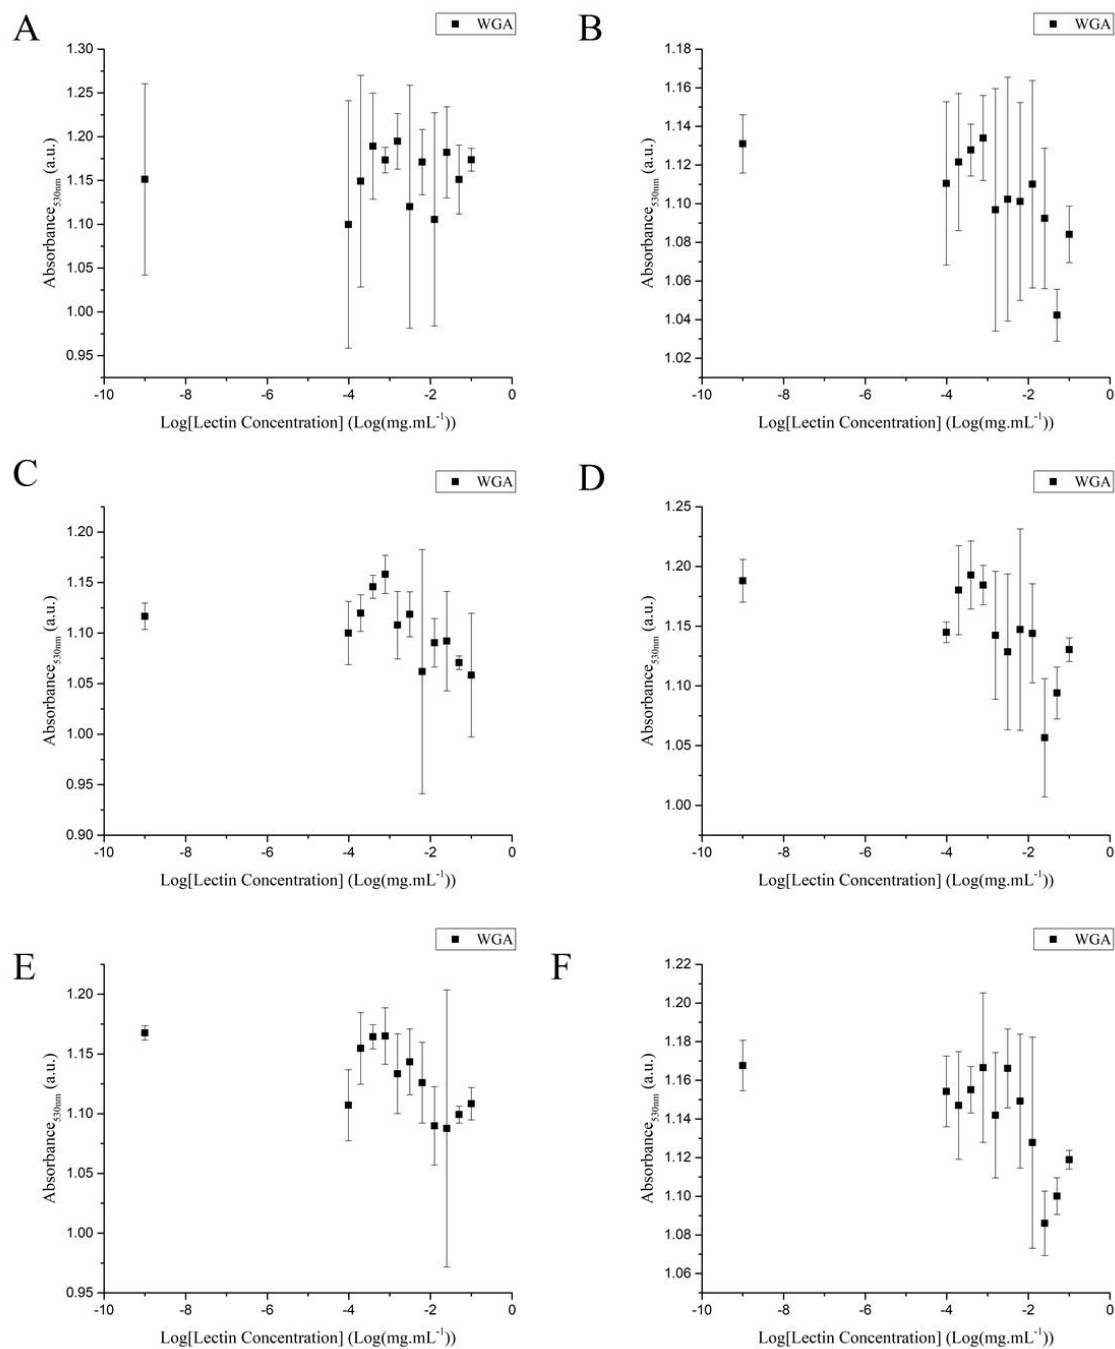 A
WGA
1.30
1.25
1.20
1.15
1.10
1.05
1.00
0.95
Absorbance530nm (a.u.)
-10 -8 -6 -4 -2 0
Log[Lectin Concentration] (Log(mg.mL-1))
B
WGA
1.18
1.16
1.14
1.12
1.10
1.08
1.06
1.04
1.02
Absorbance530nm (a.u.)
-10 -8 -6 -4 -2 0
Log[Lectin Concentration] (Log(mg.mL-1))
C
WGA
1.20
1.15
1.10
1.05
1.00
0.95
0.90
Absorbance530nm (a.u.)
-10 -8 -6 -4 -2 0
Log[Lectin Concentration] (Log(mg.mL-1))
D
WGA
1.25
1.20
1.15
1.10
1.05
1.00
Absorbance530nm (a.u.)
-10 -8 -6 -4 -2 0
Log[Lectin Concentration] (Log(mg.mL-1))
E
WGA
1.20
1.15
1.10
1.05
1.00
0.95
Absorbance530nm (a.u.)
-10 -8 -6 -4 -2 0
Log[Lectin Concentration] (Log(mg.mL-1))
F
WGA
1.22
1.20
1.18
1.16
1.14
1.12
1.10
1.08
1.06
Absorbance530nm (a.u.)
-10 -8 -6 -4 -2 0
Log[Lectin Concentration] (Log(mg.mL-1))